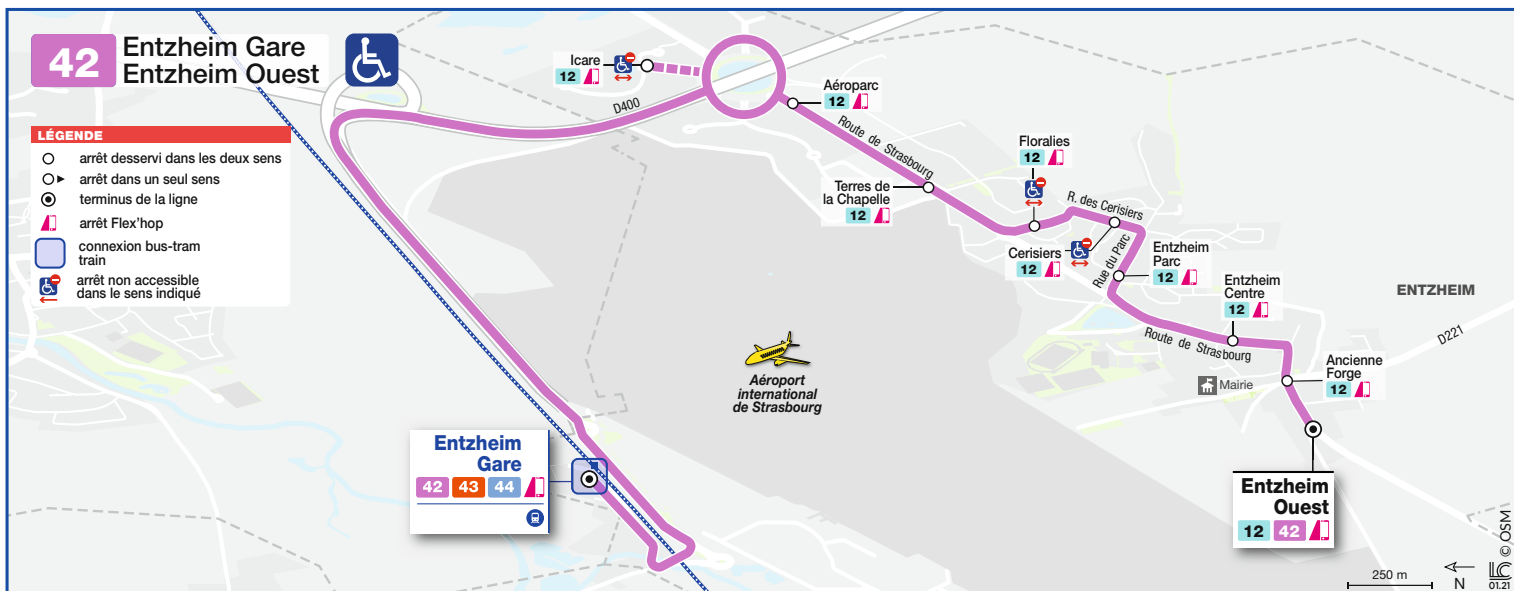 42
Entzheim Gare
Entzheim Ouest
LÉGENDE
arrêt desservi dans les deux sens
arrêt dans un seul sens
terminus de la ligne
arrêt Flex'hop
connexion bus-tram
train
arrêt non accessible
dans le sens indiqué
Icare
12
D400
Aéroparc
12
Route de Strasbourg
Terres de
la Chapelle
12
Floralies
12
R. des Cerisiers
Cerisiers
12
Rue du Parc
Entzheim
Parc
12
Entzheim
Centre
12
Route de Strasbourg
ENTZHEIM
D221
Mairie
Ancienne
Forge
12
Aéroport
international
de Strasbourg
Entzheim
Gare
42 43 44
Entzheim
Ouest
12 42
250 m
N
© OSM
LC
01.21